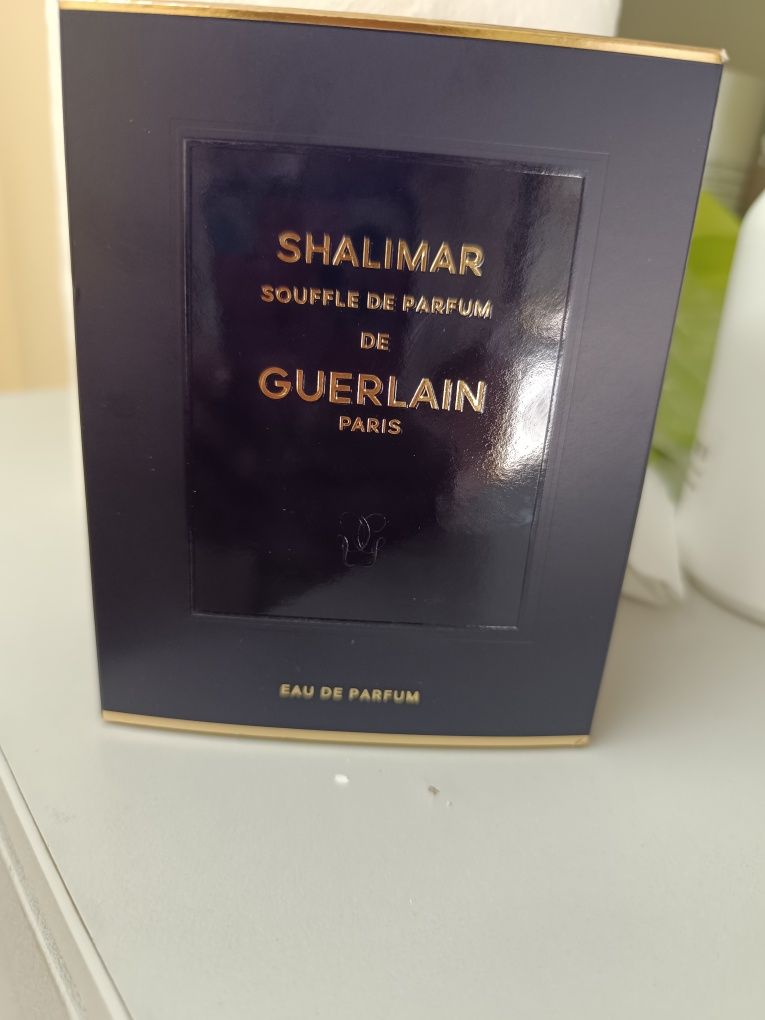 SHALIMAR
SOUFFLE DE PARFUM
DE
GUERLAIN
PARIS
EAU DE PARFUM